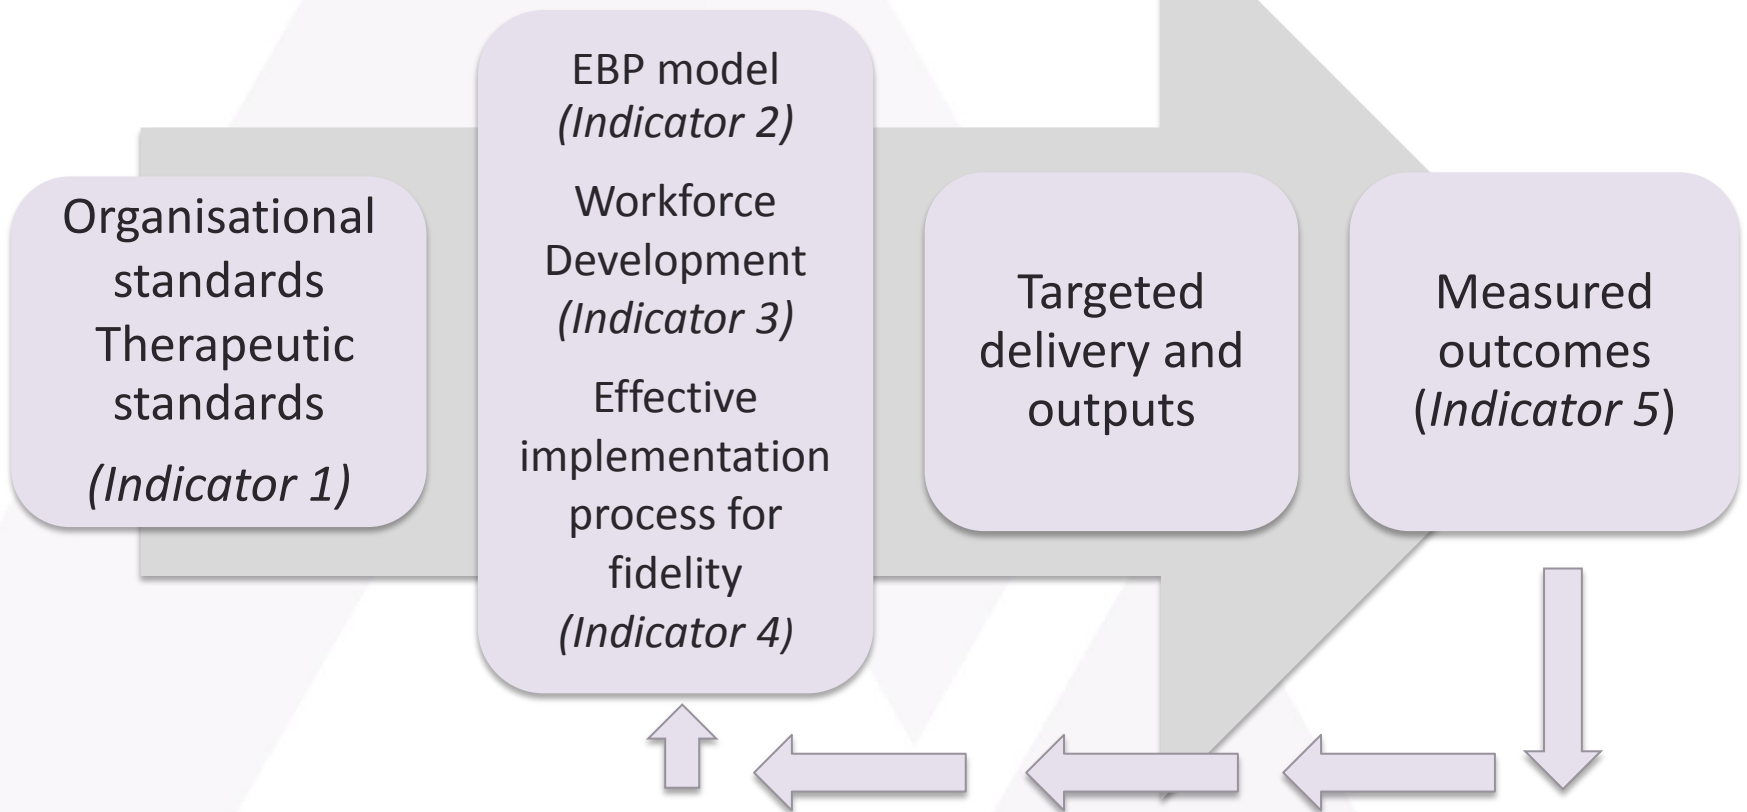 Organisational
standards
Therapeutic
standards
(Indicator 1)
EBP model
(Indicator 2)
Workforce
Development
(Indicator 3)
Effective
implementation
process for
fidelity
(Indicator 4)
Targeted
delivery and
outputs
Measured
outcomes
(Indicator 5)